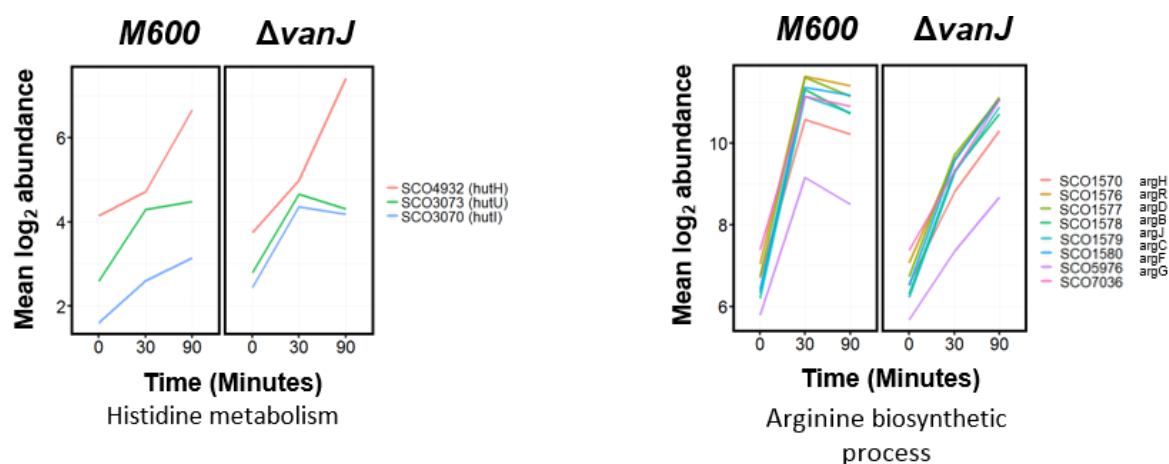 M600 ΔvanJ
Mean log2 abundance
6
4
2
0 30 90 0 30 90
Time (Minutes)
Histidine metabolism
SCO4932 (hutH)
SCO3073 (hutU)
SCO3070 (hutI)
M600 ΔvanJ
Mean log2 abundance
10
8
6
0 30 90 0 30 90
Time (Minutes)
Arginine biosynthetic
process
SCO1570 argH
SCO1576 argR
SCO1577 argD
SCO1578 argB
SCO1579 argJ
SCO1580 argC
SCO5976 argF
SCO7036 argG